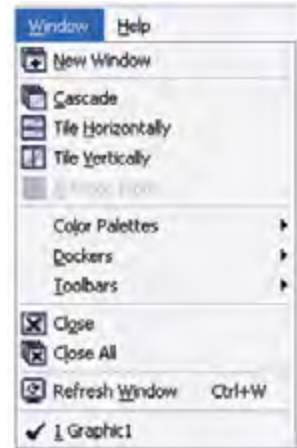 Window Help
New Window
Cascade
Tile Horizontally
Tile Vertically
Color Palettes
Dockers
Toolbars
Close
Close All
Refresh Window Ctrl+W
1 Graphic1